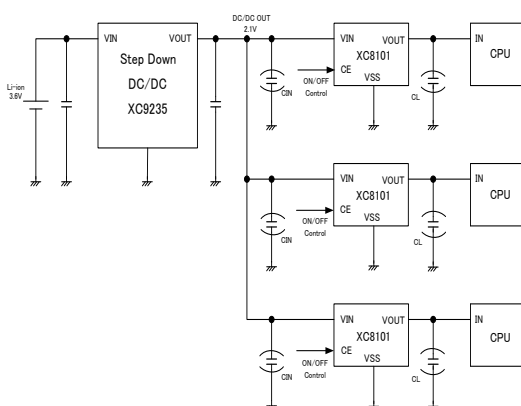 DC/DC OUT
2.1V
VIN VOUT
Step Down
DC/DC
XC9235
Li-ion
3.6V
VIN VOUT
XC8101
CE
VSS
ON/OFF
Control
CIN
CL
IN
CPU
VIN VOUT
XC8101
CE
VSS
ON/OFF
Control
CIN
CL
IN
CPU
VIN VOUT
XC8101
CE
VSS
ON/OFF
Control
CIN
CL
IN
CPU